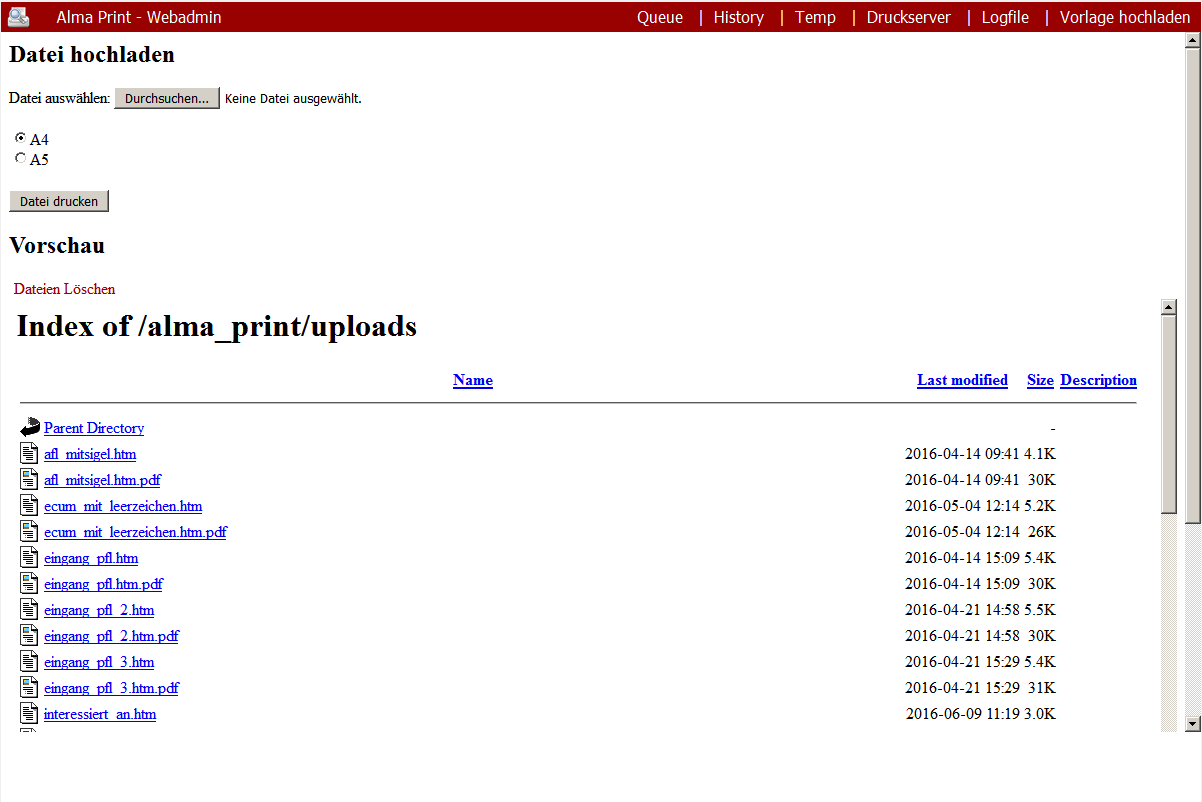 Alma Print - Webadmin Queue | History | Temp | Druckserver | Logfile | Vorlage hochladen
Datei hochladen
Datei auswählen: Durchsuchen... Keine Datei ausgewählt.
A4
A5
Datei drucken
Vorschau
Dateien Löschen
Index of /alma_print/uploads
Name Last modified Size Description
Parent Directory -
afl_mitsigel.htm 2016-04-14 09:41 4.1K
afl_mitsigel.htm.pdf 2016-04-14 09:41 30K
ecum_mit_leerzeichen.htm 2016-05-04 12:14 5.2K
ecum_mit_leerzeichen.htm.pdf 2016-05-04 12:14 26K
eingang_pfl.htm 2016-04-14 15:09 5.4K
eingang_pfl.htm.pdf 2016-04-14 15:09 30K
eingang_pfl_2.htm 2016-04-21 14:58 5.5K
eingang_pfl_2.htm.pdf 2016-04-21 14:58 30K
eingang_pfl_3.htm 2016-04-21 15:29 5.4K
eingang_pfl_3.htm.pdf 2016-04-21 15:29 31K
interessiert_an.htm 2016-06-09 11:19 3.0K